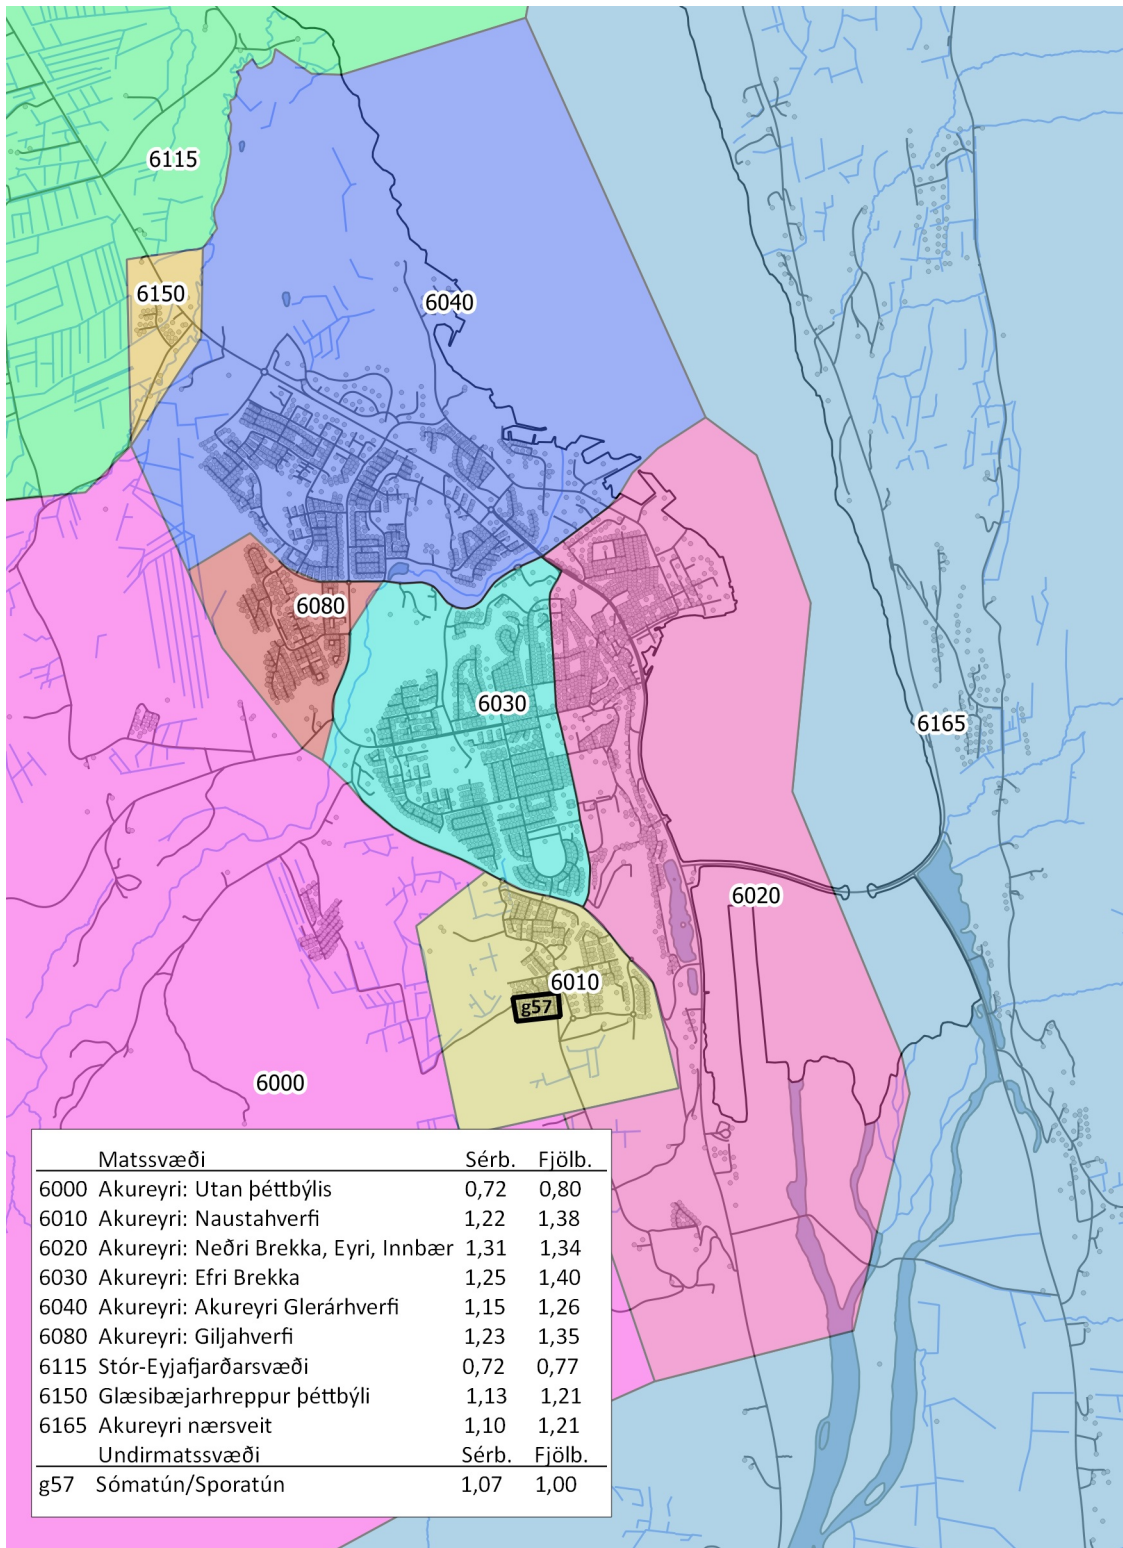 6115
6150
6040
6080
6030
6165
6020
6010
g57
6000
Matssvæði Sérb. Fjölb.
6000 Akureyri: Utan þéttbýlis 0,72 0,80
6010 Akureyri: Naustahverfi 1,22 1,38
6020 Akureyri: Neðri Brekka, Eyri, Innbær 1,31 1,34
6030 Akureyri: Efri Brekka 1,25 1,40
6040 Akureyri: Akureyri Glerárhverfi 1,15 1,26
6080 Akureyri: Giljahverfi 1,23 1,35
6115 Stór-Eyjafjarðarsvæði 0,72 0,77
6150 Glæsibæjarhreppur þéttbýli 1,13 1,21
6165 Akureyri nærsveit 1,10 1,21
Undirmatssvæði Sérb. Fjölb.
g57 Sómatún/Sporatún 1,07 1,00